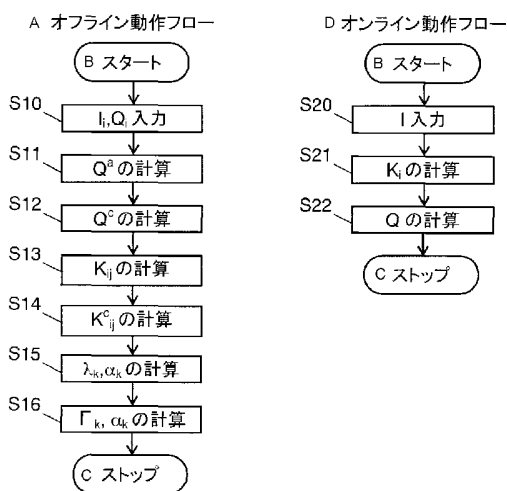 A オフライン動作フロー
B スタート
S10
I_i,Q_i 入力
S11
Q^a の計算
S12
Q^c の計算
S13
K_ij の計算
S14
K^c_ij の計算
S15
λ_k,α_k の計算
S16
Γ_k, α_k の計算
C ストップ
D オンライン動作フロー
B スタート
S20
I 入力
S21
K_i の計算
S22
Q の計算
C ストップ